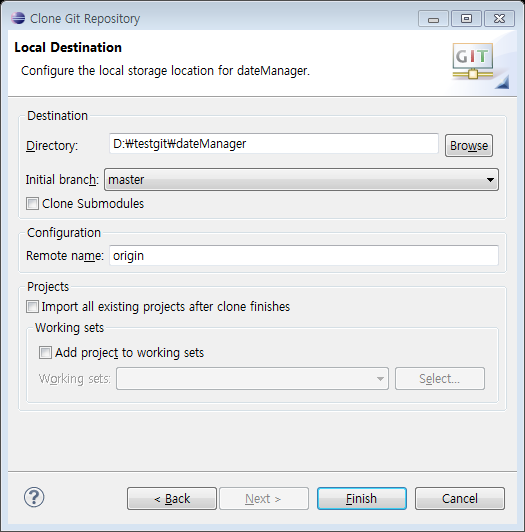 Clone Git Repository
Local Destination
Configure the local storage location for dateManager.
GIT
Destination
Directory: D:₩testgit₩dateManager Browse
Initial branch: master
Clone Submodules
Configuration
Remote name: origin
Projects
Import all existing projects after clone finishes
Working sets
Add project to working sets
Working sets: Select...
? < Back Next > Finish Cancel